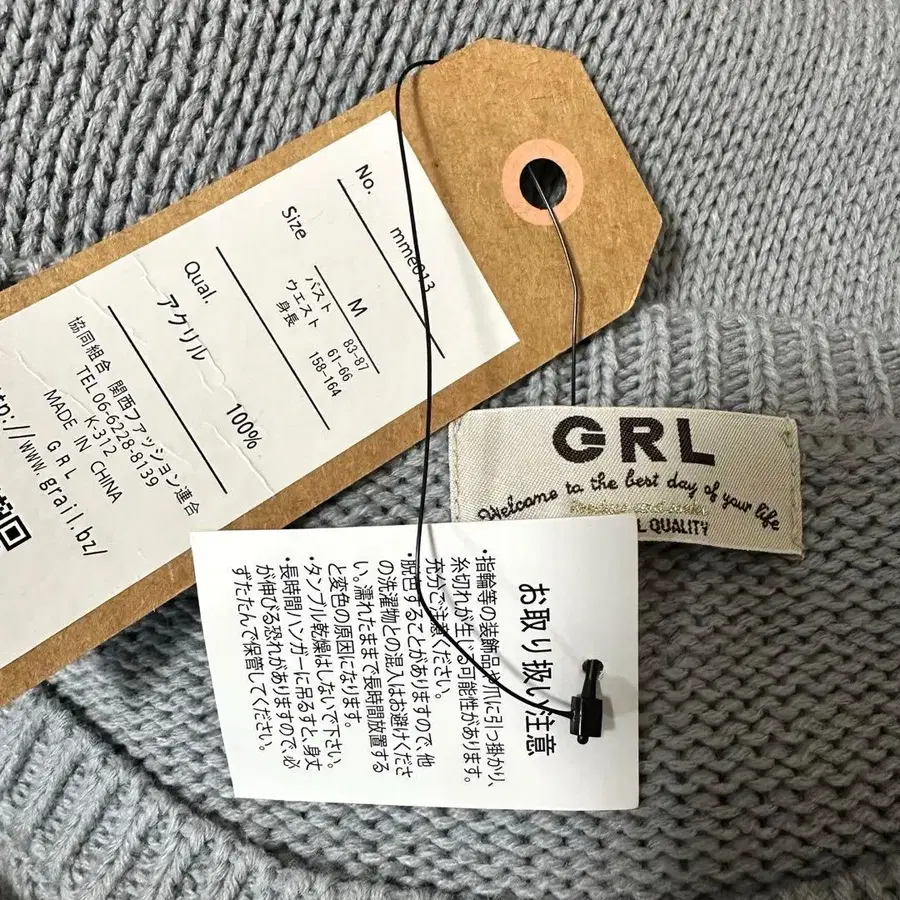 No.
mme013
Size
M
バスト 83-87
ウエスト 61-66
身長 158-164
Qual.
アクリル 100%
協同組合 関西ファッション連合
TEL 06-6228-8139
K-312
GRL
MADE IN CHINA
http://www.grail.bz/
GRL
Welcome to the best day of your life
L QUALITY
お取り扱い注意
・指輪等の装飾品や爪に引っ掛かり、
糸切れが生じる可能性があります。
充分ご注意ください。
・脱色することがありますので、他
の洗濯物との混入はお避けくださ
い。濡れたままで長時間放置する
と変色の原因になります。
・タンブル乾燥はしないで下さい。
・長時間ハンガーに吊るすと、身丈
が伸びる恐れがありますので、必
ずたたんで保管してください。